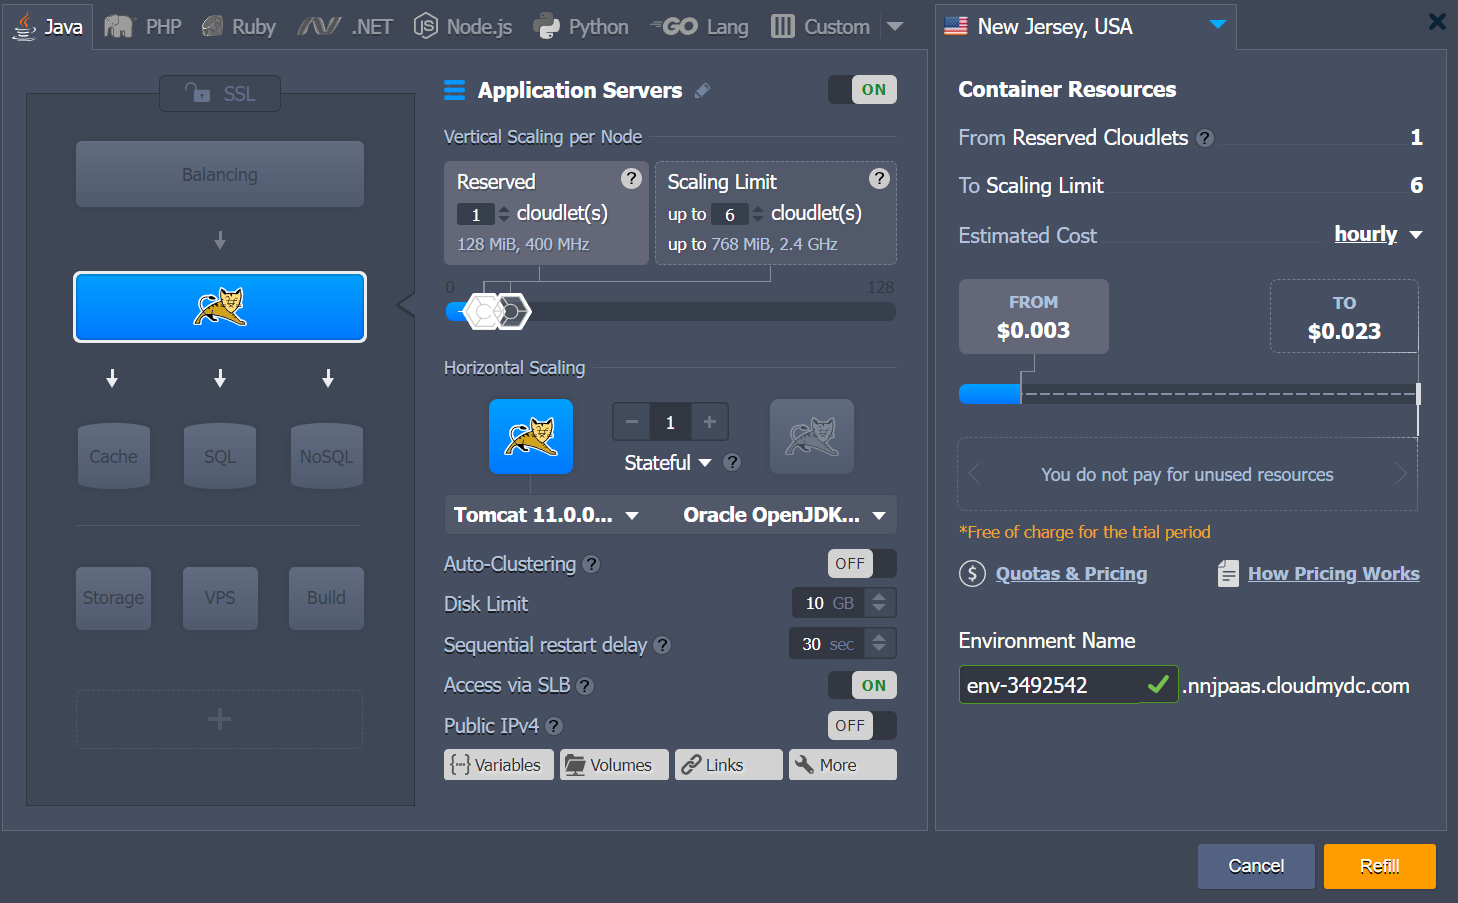 Java PHP Ruby .NET Node.js Python GO Lang Custom
New Jersey, USA
SSL
Balancing
Cache SQL NoSQL
Storage VPS Build
+
Application Servers ON
Vertical Scaling per Node
Reserved ?
1 cloudlet(s)
128 MiB, 400 MHz
Scaling Limit ?
up to 6 cloudlet(s)
up to 768 MiB, 2.4 GHz
0 128
Horizontal Scaling
− 1 +
Stateful ?
Tomcat 11.0.0... Oracle OpenJDK...
Auto-Clustering ? OFF
Disk Limit 10 GB
Sequential restart delay ? 30 sec
Access via SLB ? ON
Public IPv4 ? OFF
Variables Volumes Links More
Container Resources
From Reserved Cloudlets ? 1
To Scaling Limit 6
Estimated Cost hourly
FROM
$0.003
TO
$0.023
You do not pay for unused resources
*Free of charge for the trial period
$ Quotas & Pricing How Pricing Works
Environment Name
env-3492542 .nnjpaas.cloudmydc.com
Cancel Refill